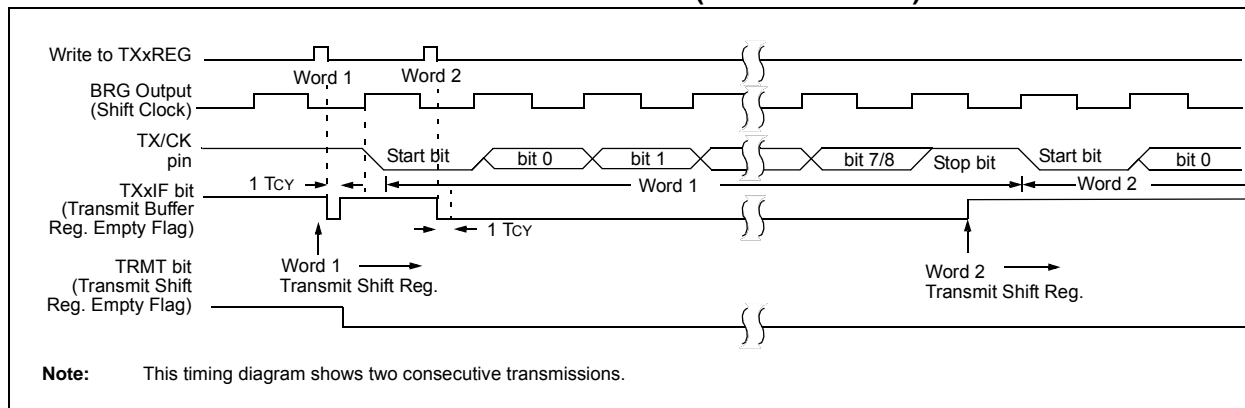 Write to TXxREG
Word 1
Word 2
BRG Output
(Shift Clock)
TX/CK
pin
Start bit
bit 0
bit 1
bit 7/8
Stop bit
Start bit
bit 0
1 TCY
Word 1
Word 2
TXxIF bit
(Transmit Buffer
Reg. Empty Flag)
1 TCY
Word 1
Transmit Shift Reg.
Word 2
Transmit Shift Reg.
TRMT bit
(Transmit Shift
Reg. Empty Flag)
Note: This timing diagram shows two consecutive transmissions.